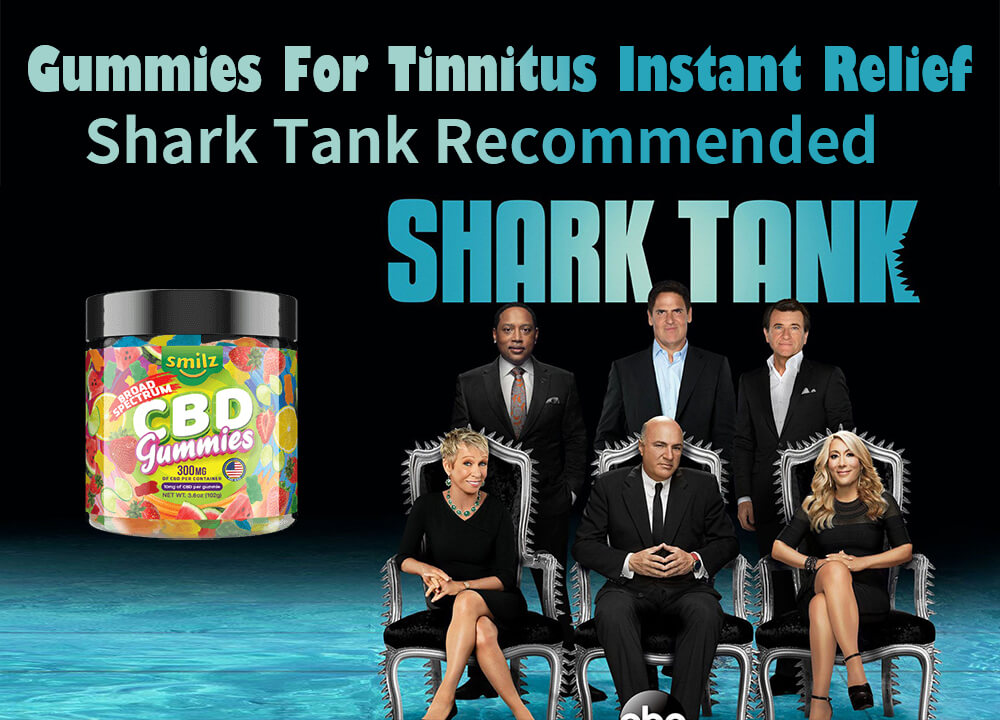 Gummies For Tinnitus Instant Relief
Shark Tank Recommended
SHARK TANK
smilz
BROAD
SPECTRUM
CBD
Gummies
300MG
OF CBD PER CONTAINER
10mg of CBD per gummie
NET WT. 3.6oz (102g)
abc